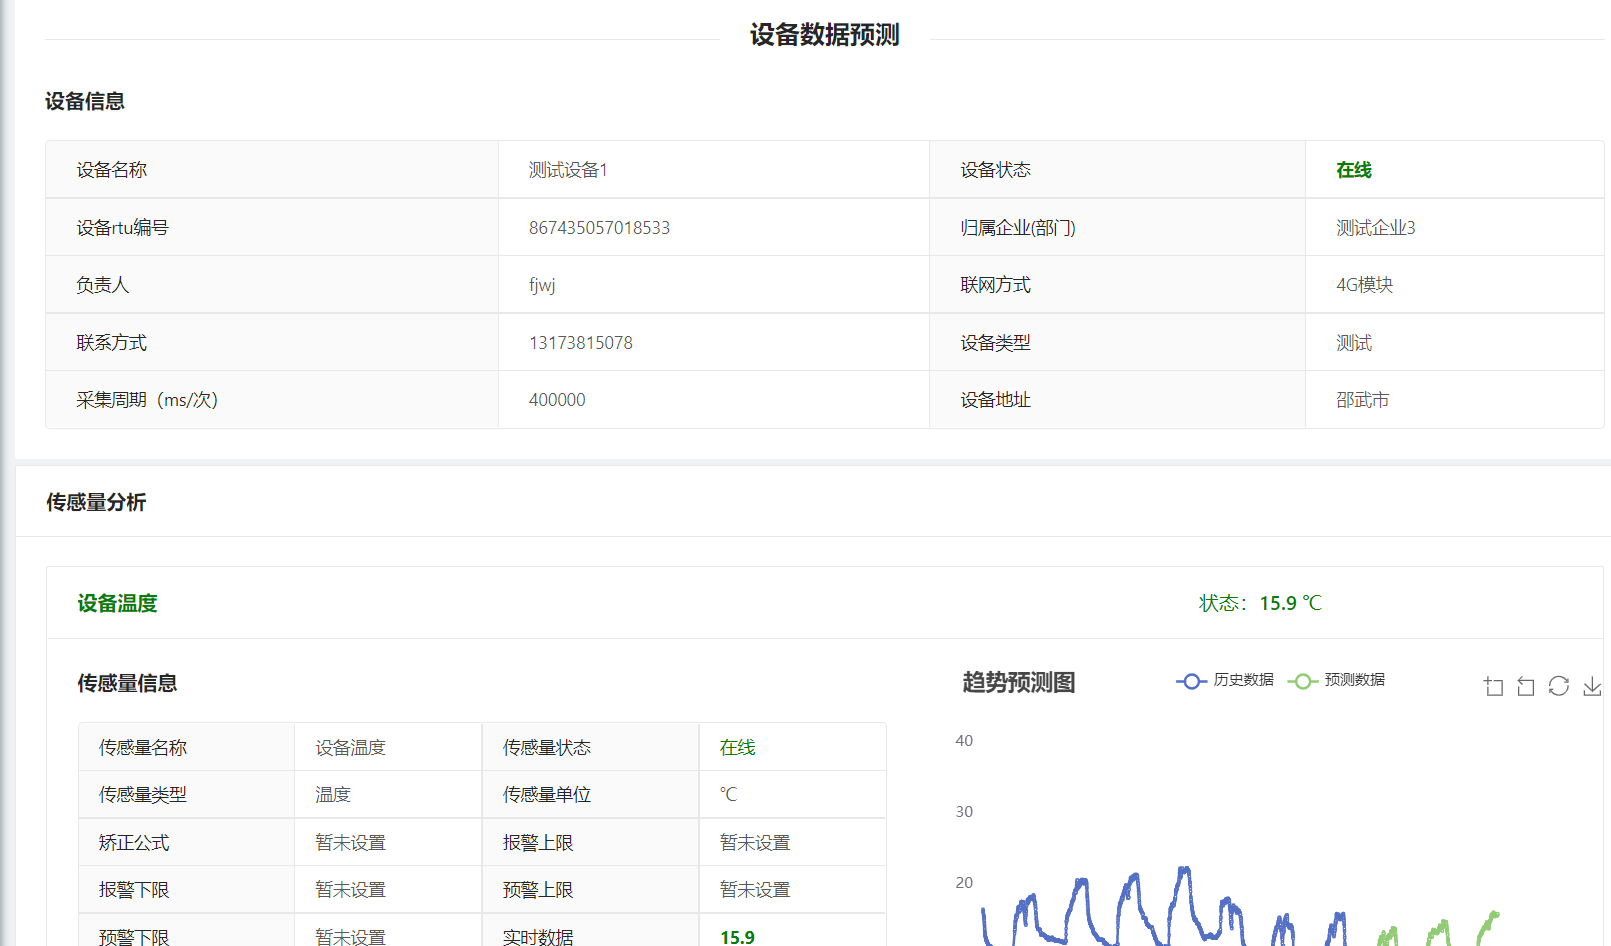 设备数据预测
设备信息
设备名称 测试设备1 设备状态 在线
设备rtu编号 867435057018533 归属企业(部门) 测试企业3
负责人 fjwj 联网方式 4G模块
联系方式 13173815078 设备类型 测试
采集周期（ms/次） 400000 设备地址 邵武市
传感量分析
设备温度 状态：15.9 ℃
传感量信息
传感量名称 设备温度 传感量状态 在线
传感量类型 温度 传感量单位 ℃
矫正公式 暂未设置 报警上限 暂未设置
报警下限 暂未设置 预警上限 暂未设置
预警下限 暂未设置 实时数据 15.9
趋势预测图 历史数据 预测数据
40
30
20